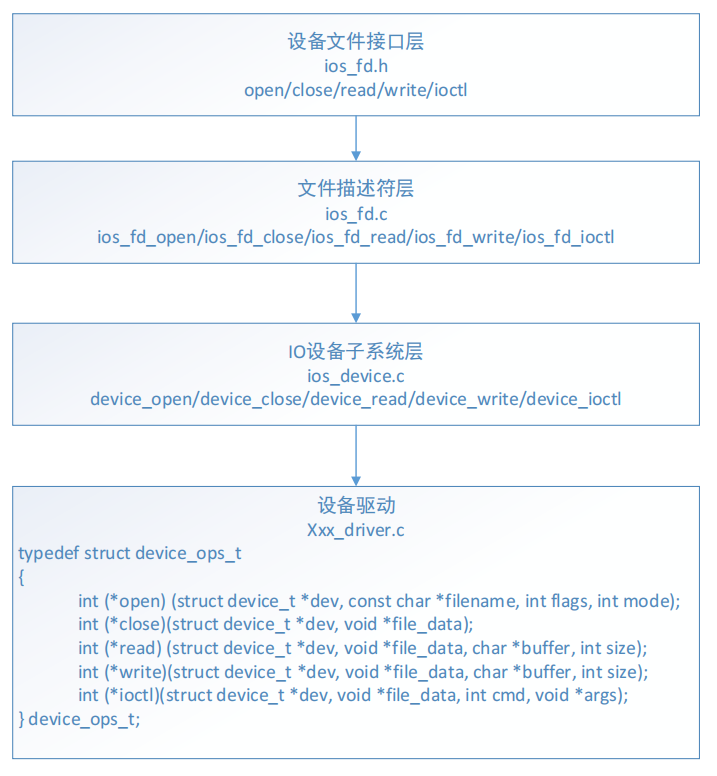 设备文件接口层
ios_fd.h
open/close/read/write/ioctl
文件描述符层
ios_fd.c
ios_fd_open/ios_fd_close/ios_fd_read/ios_fd_write/ios_fd_ioctl
IO设备子系统层
ios_device.c
device_open/device_close/device_read/device_write/device_ioctl
设备驱动
Xxx_driver.c
typedef struct device_ops_t
{
int (*open) (struct device_t *dev, const char *filename, int flags, int mode);
int (*close)(struct device_t *dev, void *file_data);
int (*read) (struct device_t *dev, void *file_data, char *buffer, int size);
int (*write)(struct device_t *dev, void *file_data, char *buffer, int size);
int (*ioctl)(struct device_t *dev, void *file_data, int cmd, void *args);
} device_ops_t;